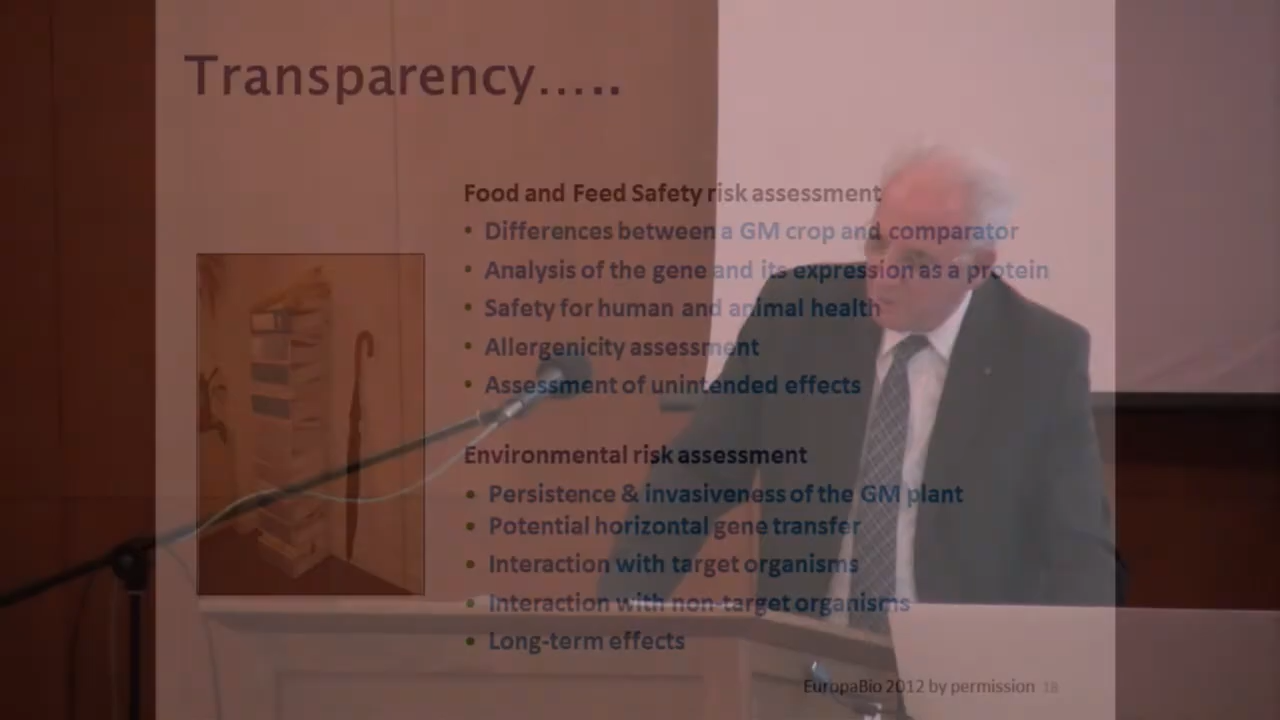 Transparency.....
Food and Feed Safety risk assessment
• Differences between a GM crop and comparator
• Analysis of the gene and its expression as a protein
• Safety for human and animal health
• Allergenicity assessment
• Assessment of unintended effects
Environmental risk assessment
• Persistence & invasiveness of the GM plant
• Potential horizontal gene transfer
• Interaction with target organisms
• Interaction with non-target organisms
• Long-term effects
EuropaBio 2012 by permission 18